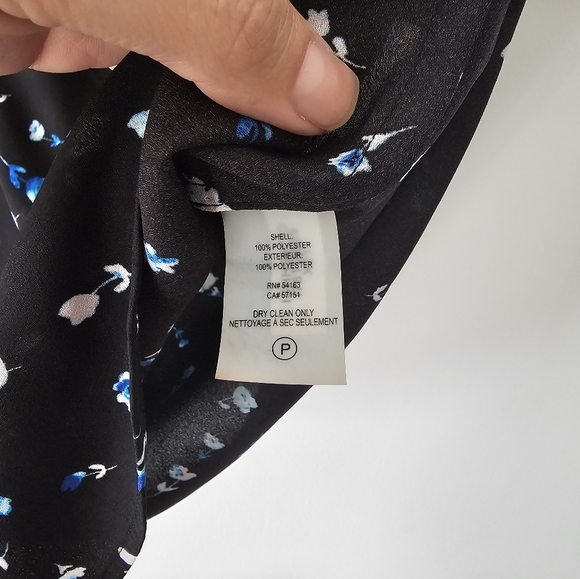 SHELL:
100% POLYESTER
EXTERIEUR:
100% POLYESTER
RN# 54163
CA# 57151
DRY CLEAN ONLY
NETTOYAGE À SEC SEULEMENT
P